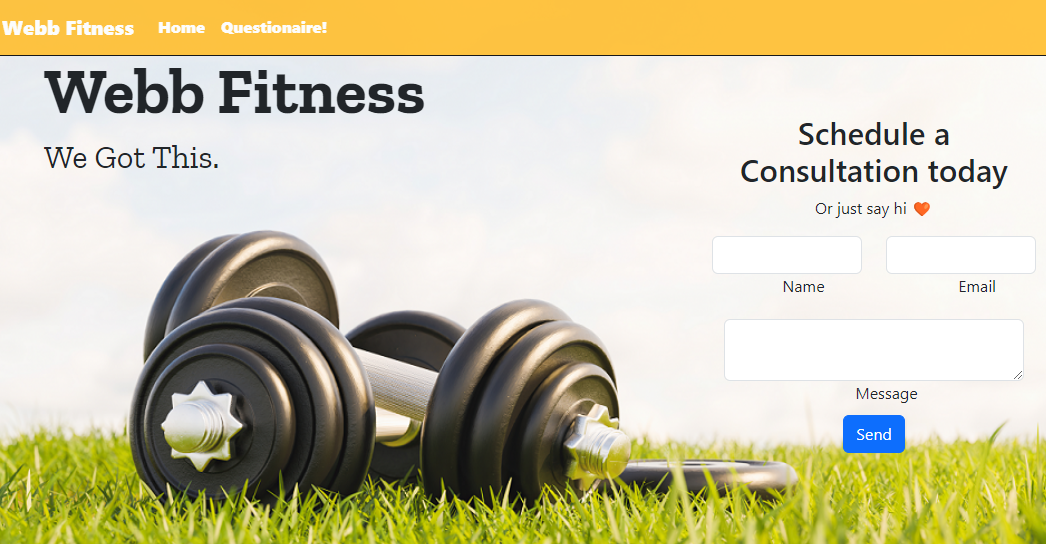 Webb Fitness Home Questionaire!
Webb Fitness
We Got This.
Schedule a
Consultation today
Or just say hi 🧡
Name Email
Message
Send